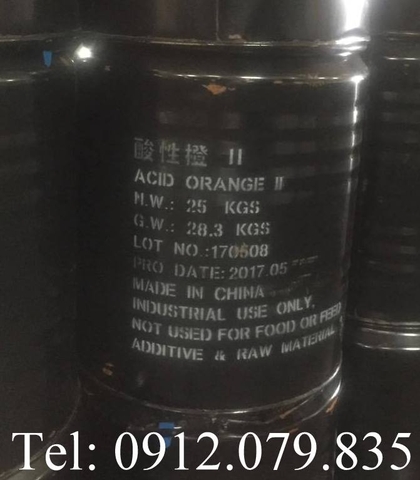 酸性橙 II
ACID ORANGE II
N.W.: 25 KGS
G.W.: 28.3 KGS
LOT NO.:170508
PRO DATE:2017.05
MADE IN CHINA
INDUSTRIAL USE ONLY,
NOT USED FOR FOOD OR FEED
ADDITIVE & RAW MATERIAL
Tel: 0912.079.835